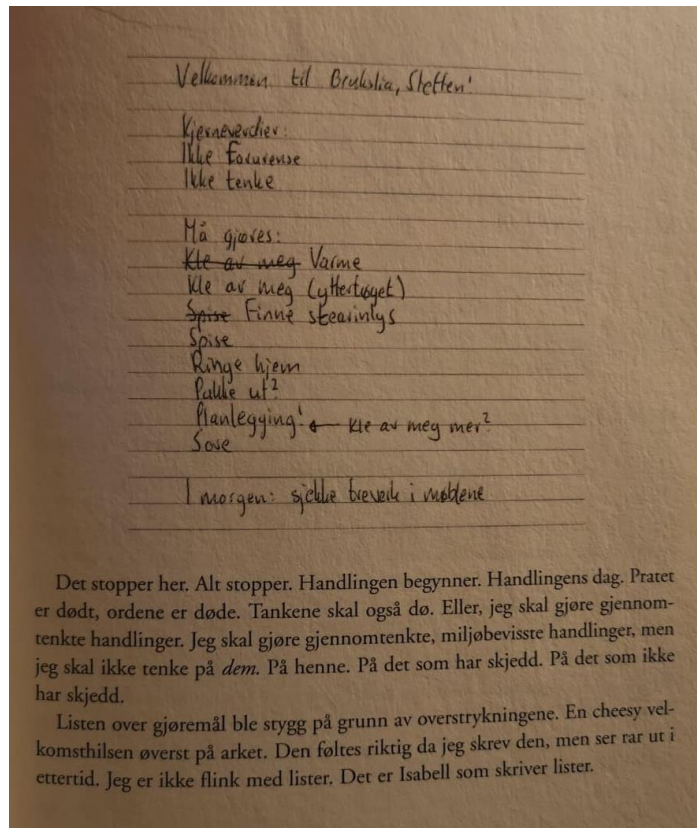 Velkommen til Brukslia, Steffen!
Kjerneverdier:
Ikke forurense
Ikke tenke
Må gjøres:
Kle av meg Varme
Kle av meg (yttertøyet)
Spise Finne stearinlys
Spise
Ringe hjem
Pakke ut?
Planlegging! ← Kle av meg mer?
Sove
I morgen: sjekke treverk i møblene
Det stopper her. Alt stopper. Handlingen begynner. Handlingens dag. Pratet
er dødt, ordene er døde. Tankene skal også dø. Eller, jeg skal gjøre gjennom-
tenkte handlinger. Jeg skal gjøre gjennomtenkte, miljøbevisste handlinger, men
jeg skal ikke tenke på dem. På henne. På det som har skjedd. På det som ikke
har skjedd.
Listen over gjøremål ble stygg på grunn av overstrykningene. En cheesy vel-
komsthilsen øverst på arket. Den føltes riktig da jeg skrev den, men ser rar ut i
ettertid. Jeg er ikke flink med lister. Det er Isabell som skriver lister.